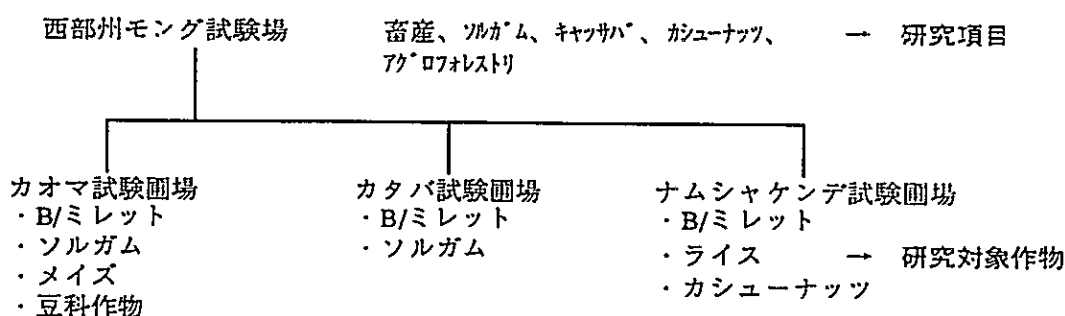 西部州モング試験場　畜産、ソルガム、キャッサバ、カシューナッツ、 → 研究項目
アグロフォレストリ
カオマ試験圃場　カタバ試験圃場　ナムシャケンデ試験圃場
・B/ミレット　・B/ミレット　・B/ミレット
・ソルガム　・ソルガム　・ライス → 研究対象作物
・メイズ　・カシューナッツ
・豆科作物